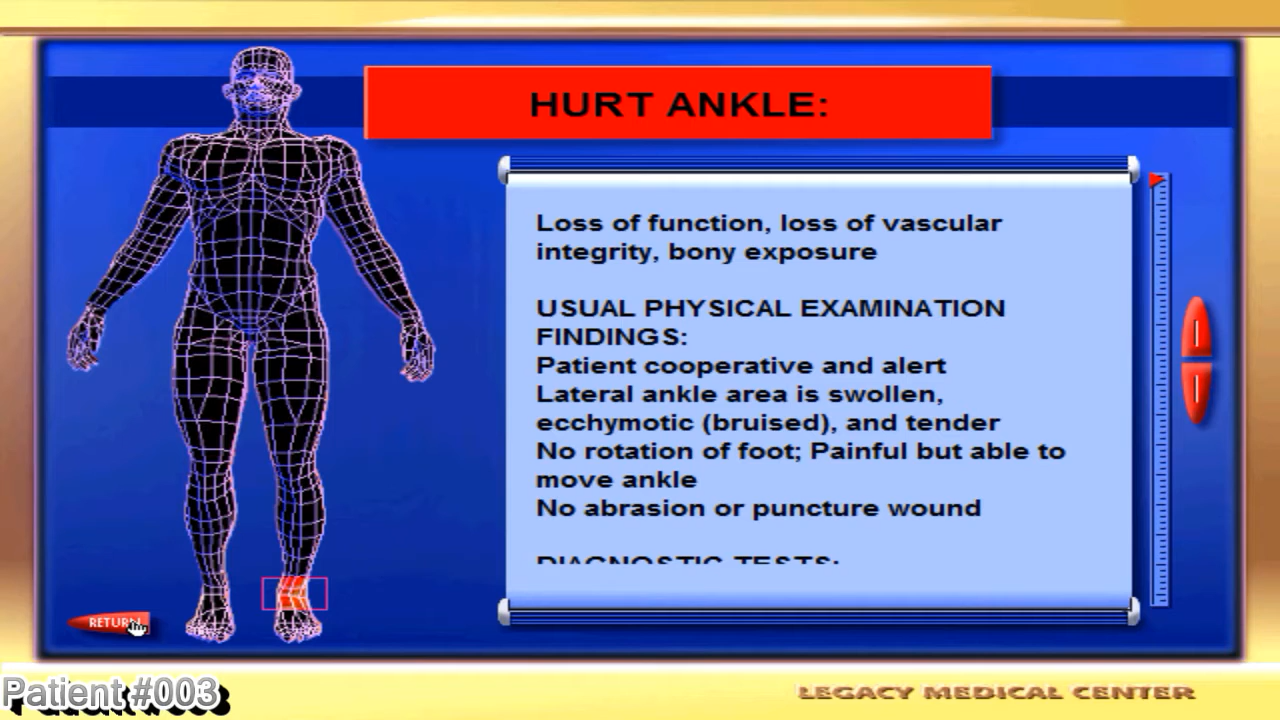 HURT ANKLE:
Loss of function, loss of vascular
integrity, bony exposure
USUAL PHYSICAL EXAMINATION
FINDINGS:
Patient cooperative and alert
Lateral ankle area is swollen,
ecchymotic (bruised), and tender
No rotation of foot; Painful but able to
move ankle
No abrasion or puncture wound
DIAGNOSTIC TESTS:
RETURN
Patient #003
LEGACY MEDICAL CENTER